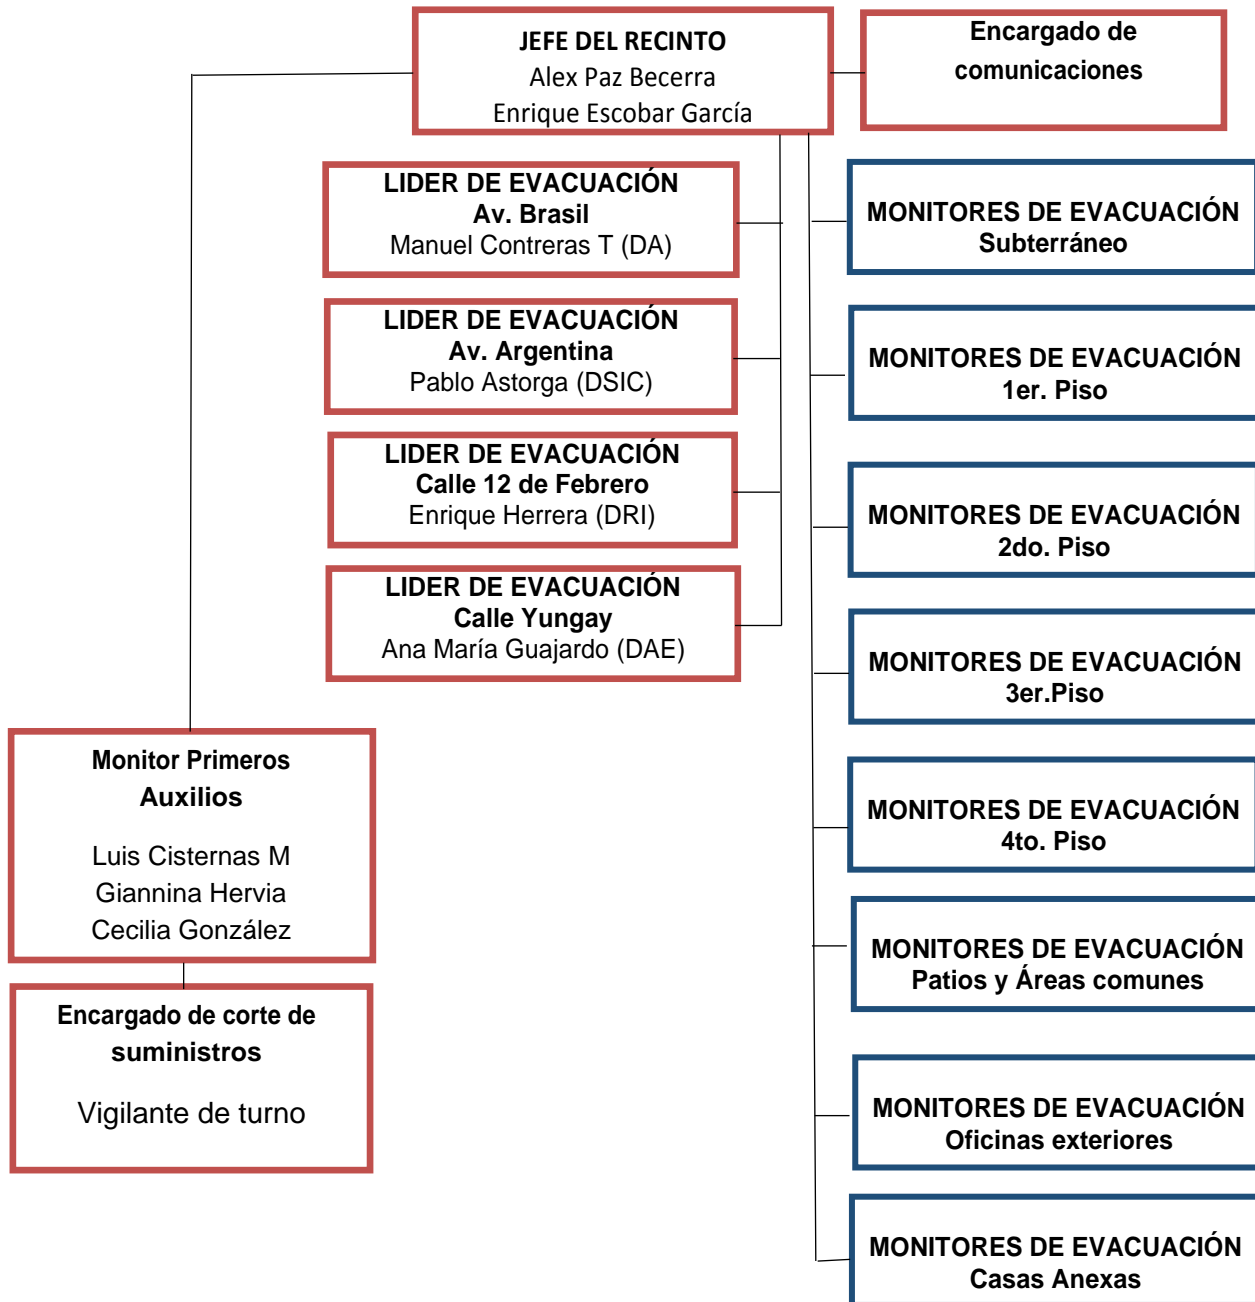 JEFE DEL RECINTO
Alex Paz Becerra
Enrique Escobar García
Encargado de
comunicaciones
LIDER DE EVACUACIÓN
Av. Brasil
Manuel Contreras T (DA)
LIDER DE EVACUACIÓN
Av. Argentina
Pablo Astorga (DSIC)
LIDER DE EVACUACIÓN
Calle 12 de Febrero
Enrique Herrera (DRI)
LIDER DE EVACUACIÓN
Calle Yungay
Ana María Guajardo (DAE)
MONITORES DE EVACUACIÓN
Subterráneo
MONITORES DE EVACUACIÓN
1er. Piso
MONITORES DE EVACUACIÓN
2do. Piso
MONITORES DE EVACUACIÓN
3er.Piso
MONITORES DE EVACUACIÓN
4to. Piso
MONITORES DE EVACUACIÓN
Patios y Áreas comunes
MONITORES DE EVACUACIÓN
Oficinas exteriores
MONITORES DE EVACUACIÓN
Casas Anexas
Monitor Primeros
Auxilios
Luis Cisternas M
Giannina Hervia
Cecilia González
Encargado de corte de
suministros
Vigilante de turno